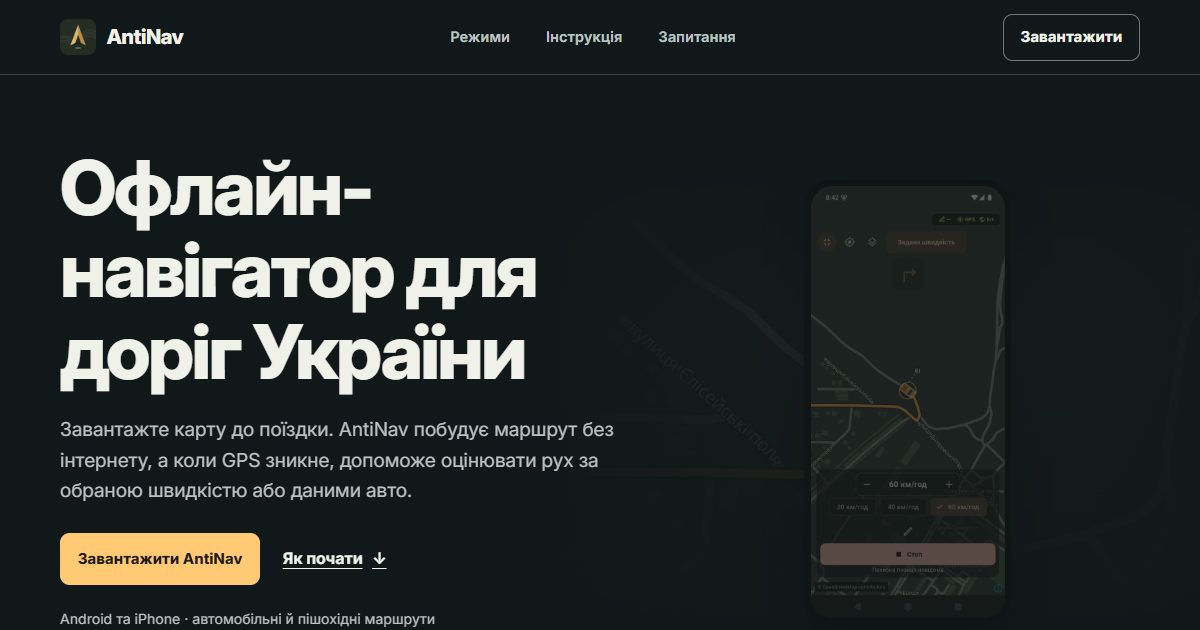 AntiNav
Режими
Інструкція
Запитання
Завантажити
Офлайн-
навігатор для
доріг України
Завантажте карту до поїздки. AntiNav побудує маршрут без
інтернету, а коли GPS зникне, допоможе оцінювати рух за
обраною швидкістю або даними авто.
Завантажити AntiNav
Як почати ↓
Android та iPhone · автомобільні й пішохідні маршрути
8:42
GPS
Задана швидкість
вулиця Єлісейські поля
− 60 км/год +
20 км/год
40 км/год
60 км/год
Стоп